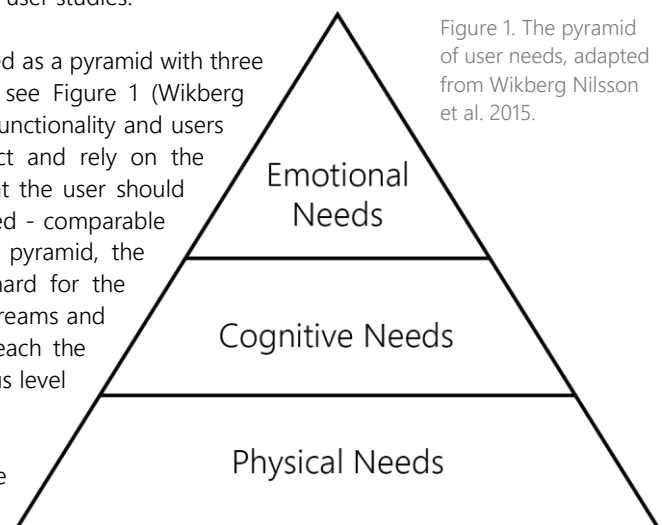 user studies.
ed as a pyramid with three
see Figure 1 (Wikberg
unctionality and users
ct and rely on the
t the user should
ed - comparable
pyramid, the
hard for the
reams and
each the
us level
e
Figure 1. The pyramid
of user needs, adapted
from Wikberg Nilsson
et al. 2015.
Emotional
Needs
Cognitive Needs
Physical Needs